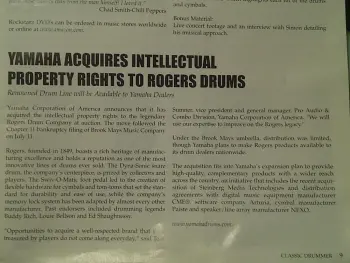 Chad Smith-Chili Peppers
Rockstars DVDs can be ordered in music stores worldwide
or online at
and cymbals.
Bonus Material:
Live concert footage and an interview with Simon detailing
his musical approach.
YAMAHA ACQUIRES INTELLECTUAL
PROPERTY RIGHTS TO ROGERS DRUMS
Renowned Drum Line will be Available to Yamaha Dealers
Yamaha Corporation of America announces that it has
acquired the intellectual property rights to the legendary
Rogers Drum Company at auction. The move followed the
Chapter 11 bankruptcy filing of Brook Mays Music Company
on July 11.
Rogers, founded in 1849, boasts a rich heritage of manufac-
turing excellence and holds a reputation as one of the most
innovative lines of drums ever sold. The Dyna-Sonic snare
drum, the company's centerpiece, is prized by collectors and
players. The Swiv-O-Matic foot pedal led to the creation of
flexible hardware for cymbals and tom-toms that set the stan-
dard for durability and ease of use, while the company's
memory lock system has been adapted by almost every other
manufacturer. Past endorsers included drumming legends
Buddy Rich, Louie Bellson and Ed Shaughnessy.
"Opportunities to acquire a well-respected brand that is
treasured by players do not come along everyday," said
Sumner, vice president and general manager, Pro Audio &
Combo Division, Yamaha Corporation of America. "We will
use our expertise to improve on the Rogers legacy."
Under the Brook Mays umbrella, distribution was limited,
though Yamaha plans to make Rogers products available to
its drum dealers nationwide.
The acquisition fits into Yamaha's expansion plan to provide
high-quality, complementary products with a wider reach
across the country, an initiative that includes the recent acqui-
sition of Steinberg Media Technologies and distribution
agreements with digital music equipment manufacturer
CME; software company Arturia, cymbal manufacturer
Paiste and speaker/line array manufacturer NEXO.
www.yamahadrums.com
CLASSIC DRUMMER 9